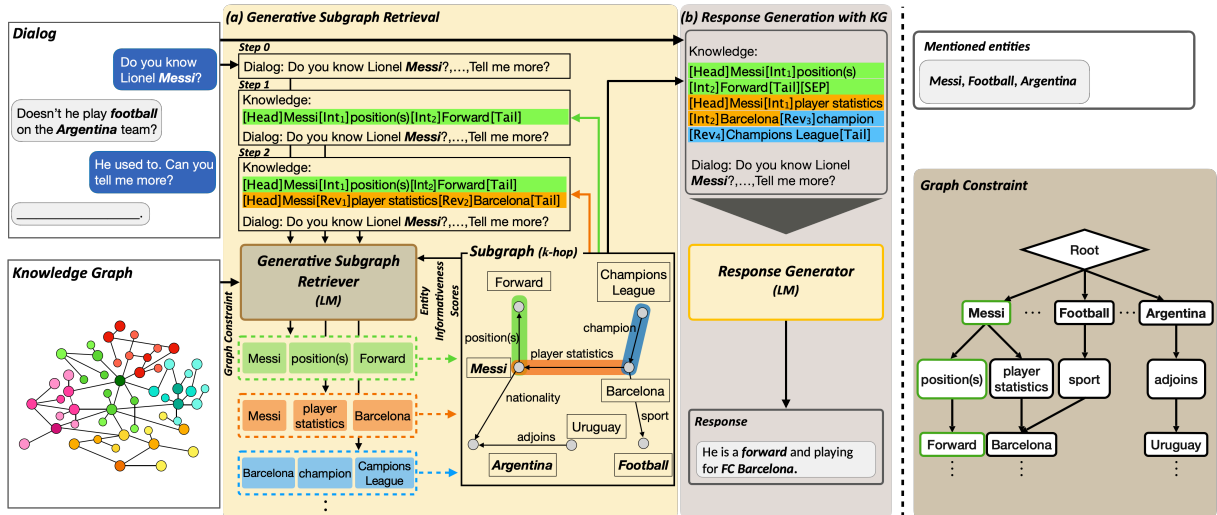 Dialog
Do you know
Lionel Messi?
Doesn't he play football
on the Argentina team?
He used to. Can you
tell me more?
____________________.
Knowledge Graph
(a) Generative Subgraph Retrieval
Step 0
Dialog: Do you know Lionel Messi?,...,Tell me more?
Step 1
Knowledge:
[Head]Messi[Int₁]position(s)[Int₂]Forward[Tail]
Dialog: Do you know Lionel Messi?,...,Tell me more?
Step 2
Knowledge:
[Head]Messi[Int₁]position(s)[Int₂]Forward[Tail]
[Head]Messi[Rev₁]player statistics[Rev₂]Barcelona[Tail]
Dialog: Do you know Lionel Messi?,...,Tell me more?
Generative Subgraph
Retriever
(LM)
Graph Constraint
Entity
Informativeness
Scores
Messi position(s) Forward
Messi player statistics Barcelona
Barcelona champion Campions League
⋮
Subgraph (k-hop)
Forward
Champions
League
champion
position(s)
player statistics
Messi
Barcelona
nationality
sport
Uruguay
adjoins
Argentina
Football
(b) Response Generation with KG
Knowledge:
[Head]Messi[Int₁]position(s)
[Int₂]Forward[Tail][SEP]
[Head]Messi[Int₁]player statistics
[Int₂]Barcelona[Rev₃]champion
[Rev₄]Champions League[Tail]
Dialog: Do you know Lionel
Messi?,...,Tell me more?
Response Generator
(LM)
Response
He is a forward and playing
for FC Barcelona.
Mentioned entities
Messi, Football, Argentina
Graph Constraint
Root
Messi ··· Football ··· Argentina
position(s) player statistics sport adjoins
Forward Barcelona Uruguay
⋮ ⋮ ⋮